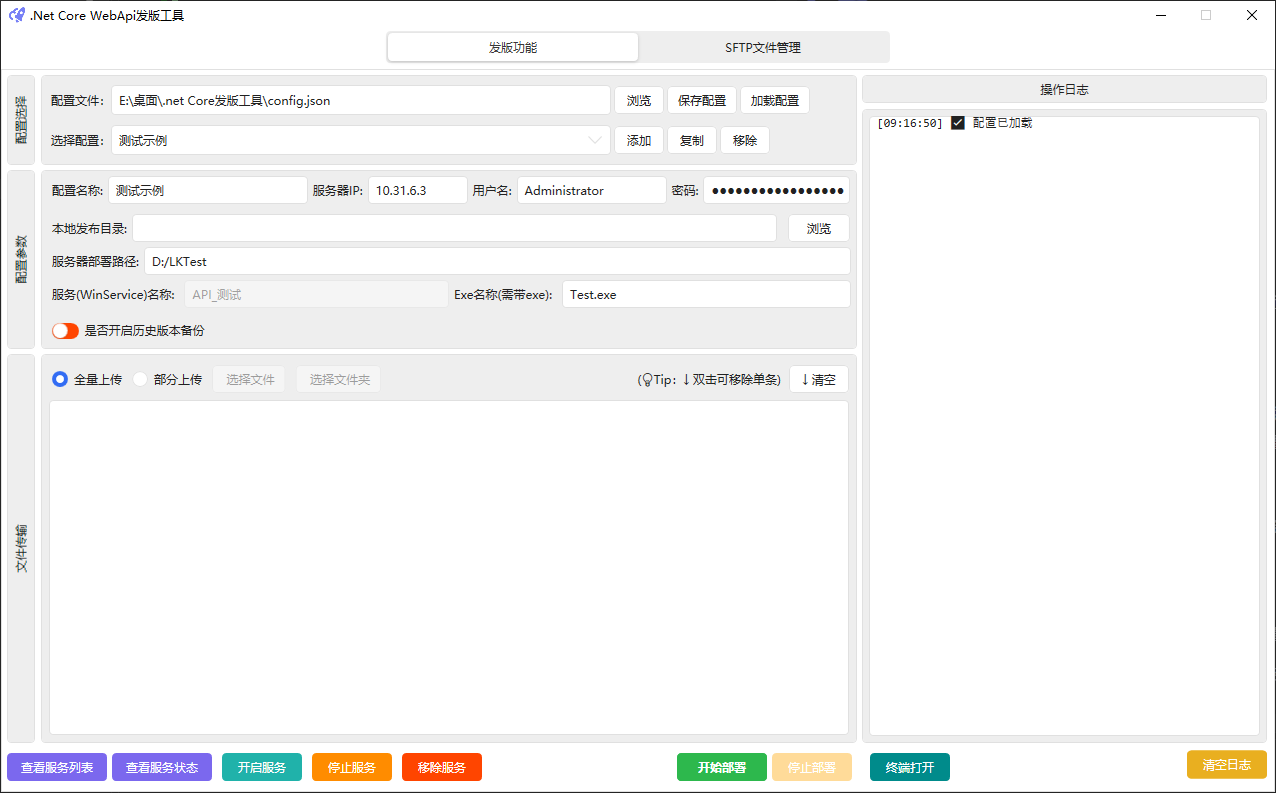 .Net Core WebApi发版工具
发版功能
SFTP文件管理
配置选择
配置文件:
E:\桌面\.net Core发版工具\config.json
浏览
保存配置
加载配置
选择配置:
测试示例
添加
复制
移除
配置参数
配置名称:
测试示例
服务器IP:
10.31.6.3
用户名:
Administrator
密码:
●●●●●●●●●●●●●●●●●
本地发布目录:
浏览
服务器部署路径:
D:/LKTest
服务(WinService)名称:
API_测试
Exe名称(需带exe):
Test.exe
是否开启历史版本备份
文件传输
全量上传
部分上传
选择文件
选择文件夹
(💡Tip: ↓双击可移除单条)
↓清空
操作日志
[09:16:50] ✅ 配置已加载
查看服务列表
查看服务状态
开启服务
停止服务
移除服务
开始部署
停止部署
终端打开
清空日志